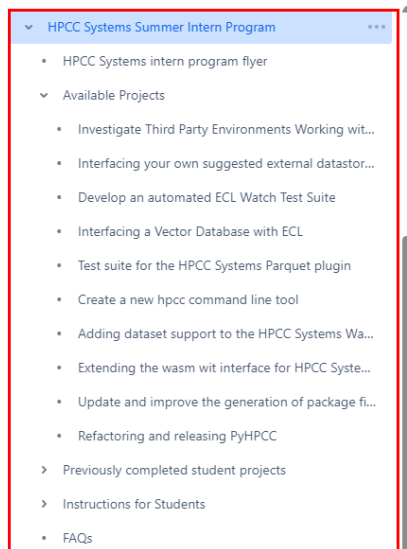 HPCC Systems Summer Intern Program
HPCC Systems intern program flyer
Available Projects
Investigate Third Party Environments Working wit...
Interfacing your own suggested external datastor...
Develop an automated ECL Watch Test Suite
Interfacing a Vector Database with ECL
Test suite for the HPCC Systems Parquet plugin
Create a new hpcc command line tool
Adding dataset support to the HPCC Systems Wa...
Extending the wasm wit interface for HPCC Syste...
Update and improve the generation of package fi...
Refactoring and releasing PyHPCC
Previously completed student projects
Instructions for Students
FAQs